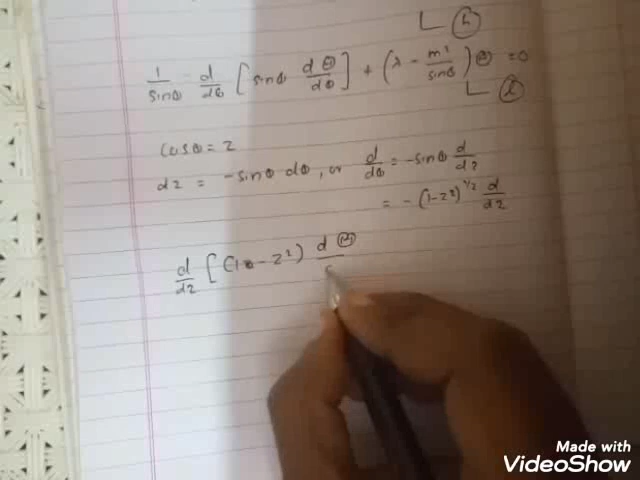 L (h)
1/sinθ d/dθ [sinθ dΘ/dθ] + (λ - m²/sinθ) Θ = 0
L (i)
cosθ = z
dz = -sinθ dθ, or d/dθ = -sinθ d/dz
= -(1-z²)^1/2 d/dz
d/dz [(1-z²) dΘ
Made with
VideoShow